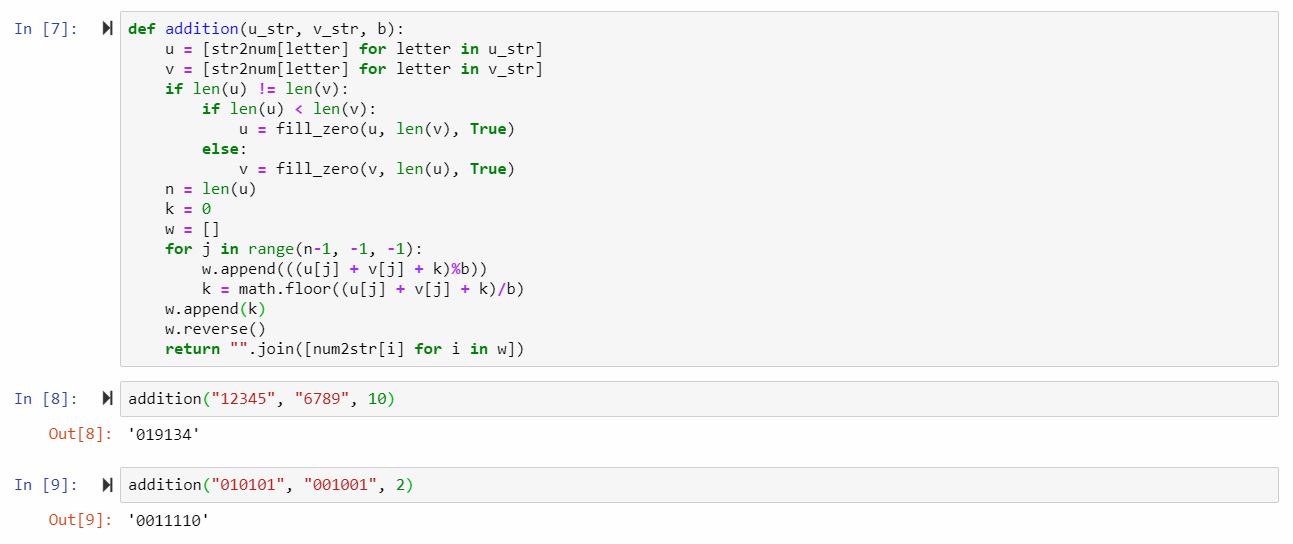 In [7]: def addition(u_str, v_str, b):
    u = [str2num[letter] for letter in u_str]
    v = [str2num[letter] for letter in v_str]
    if len(u) != len(v):
        if len(u) < len(v):
            u = fill_zero(u, len(v), True)
        else:
            v = fill_zero(v, len(u), True)
    n = len(u)
    k = 0
    w = []
    for j in range(n-1, -1, -1):
        w.append(((u[j] + v[j] + k)%b))
        k = math.floor((u[j] + v[j] + k)/b)
    w.append(k)
    w.reverse()
    return "".join([num2str[i] for i in w])
In [8]: addition("12345", "6789", 10)
Out[8]: '019134'
In [9]: addition("010101", "001001", 2)
Out[9]: '0011110'